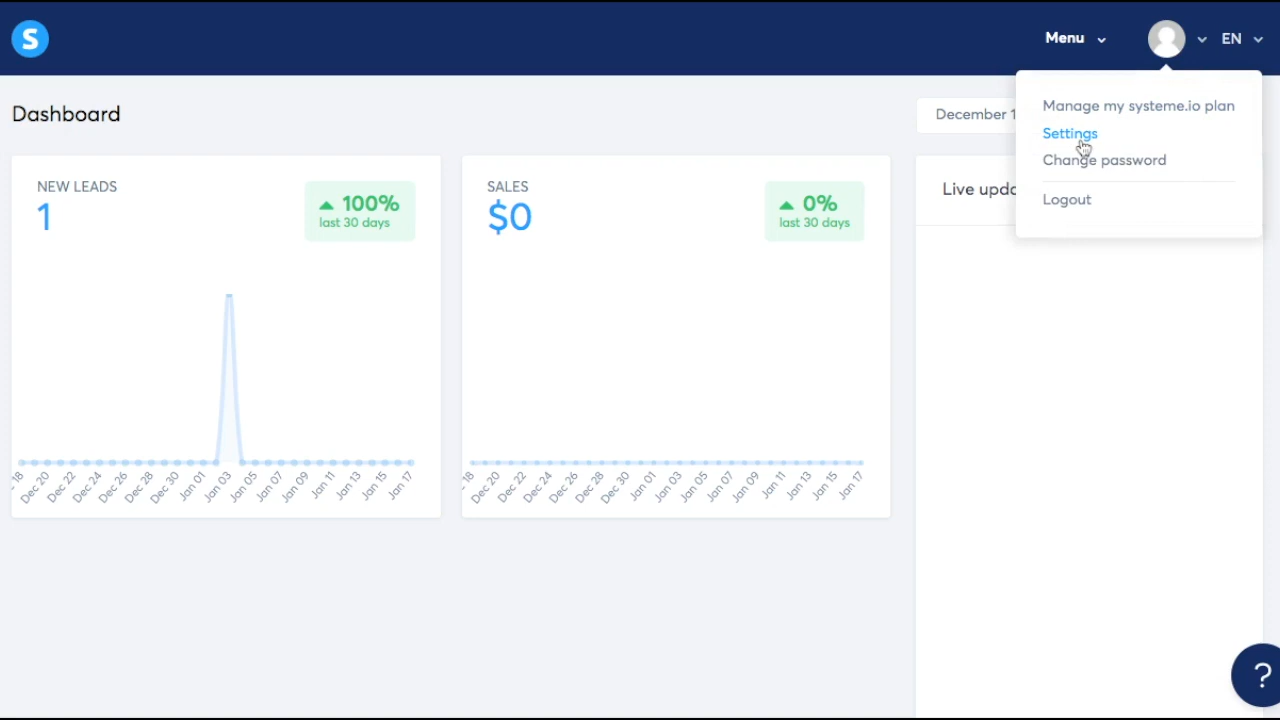 S
Menu
EN
Manage my systeme.io plan
Settings
Change password
Logout
Dashboard
December 1
NEW LEADS
1
100%
last 30 days
18
Dec 20
Dec 22
Dec 24
Dec 26
Dec 28
Dec 30
Jan 01
Jan 03
Jan 05
Jan 07
Jan 09
Jan 11
Jan 13
Jan 15
Jan 17
SALES
$0
0%
last 30 days
18
Dec 20
Dec 22
Dec 24
Dec 26
Dec 28
Dec 30
Jan 01
Jan 03
Jan 05
Jan 07
Jan 09
Jan 11
Jan 13
Jan 15
Jan 17
Live upda
?